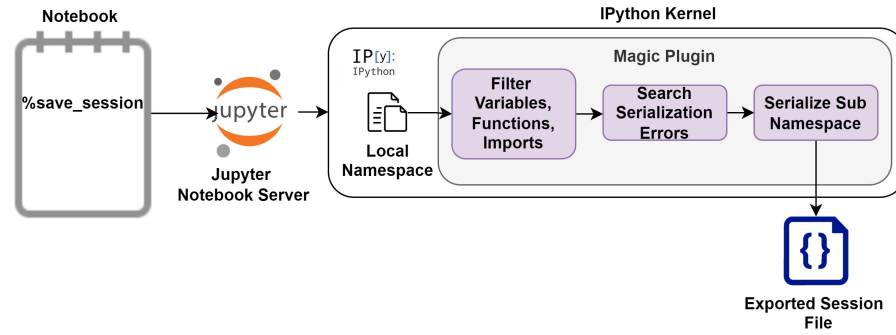 Notebook
%save_session
jupyter
Jupyter
Notebook Server
IPython Kernel
IP[y]:
IPython
Local
Namespace
Magic Plugin
Filter
Variables,
Functions,
Imports
Search
Serialization
Errors
Serialize Sub
Namespace
{}
Exported Session
File